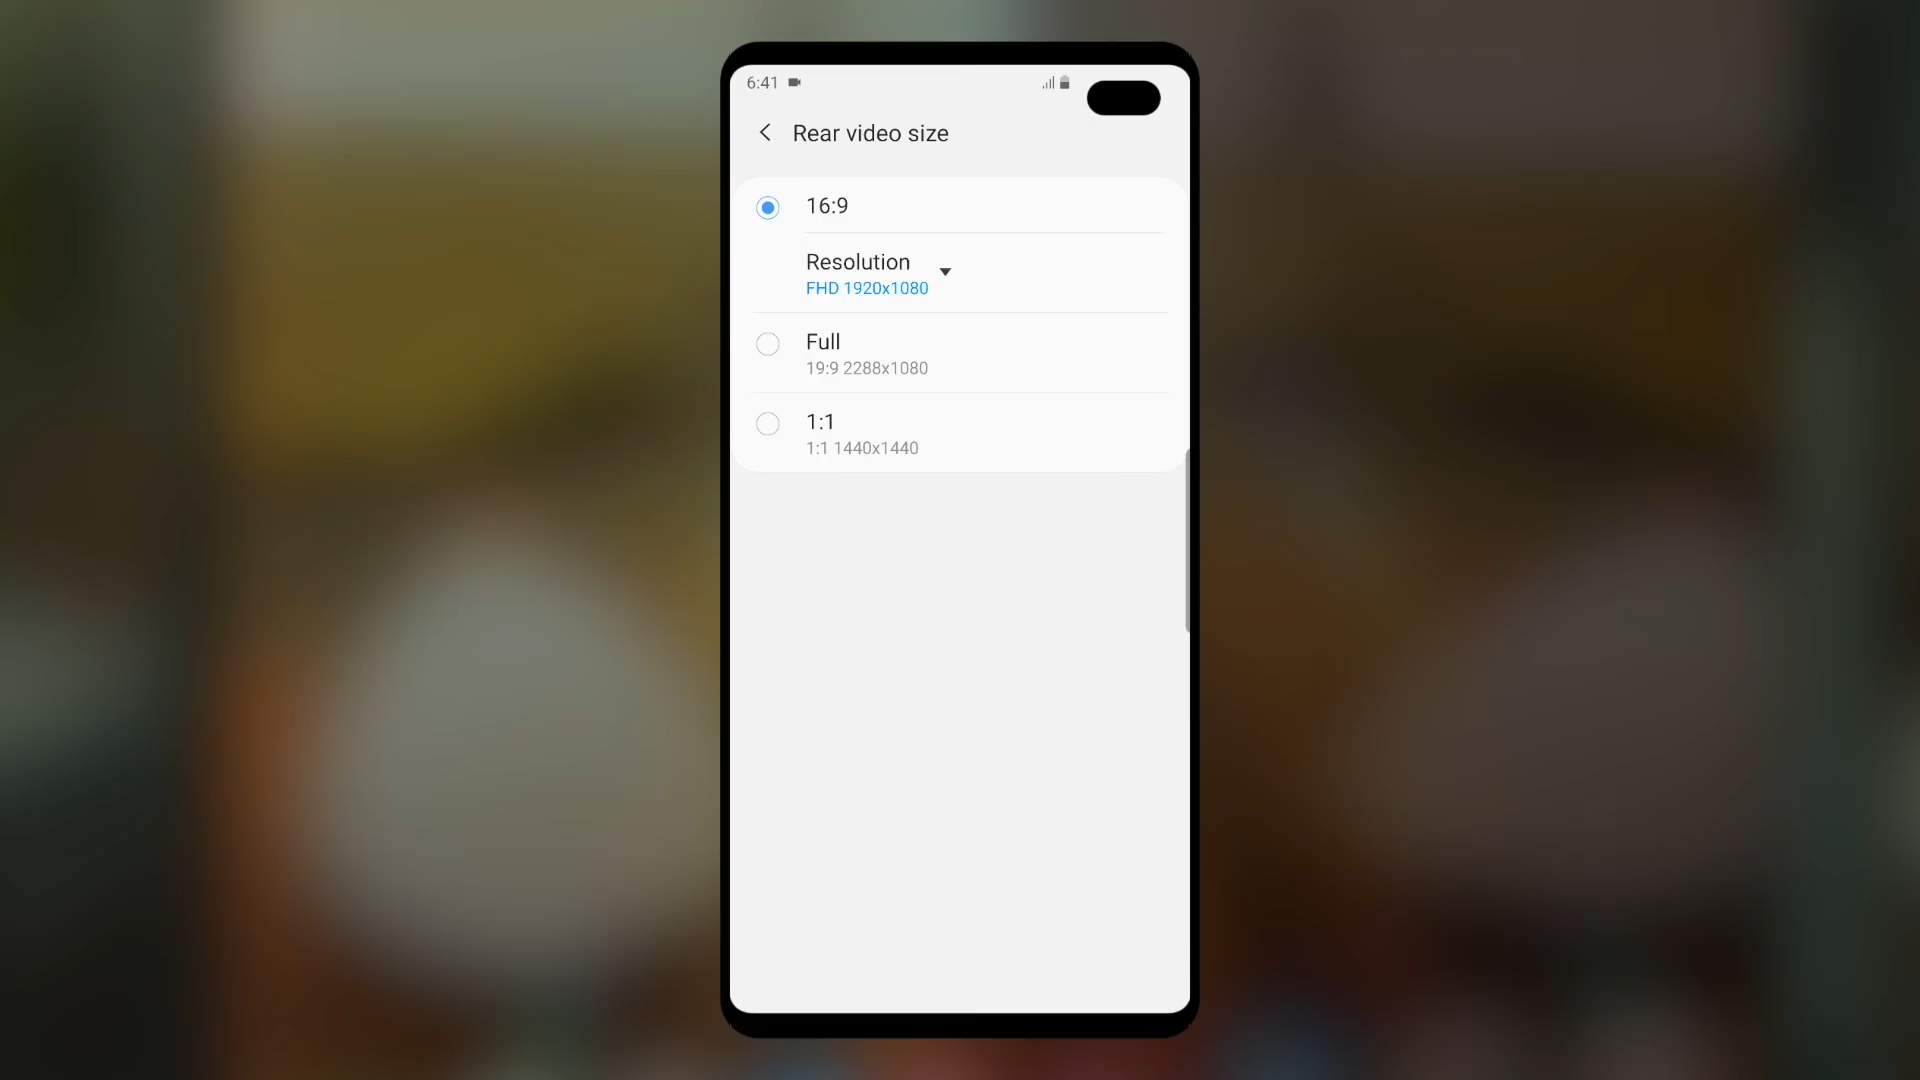 6:41
Rear video size
16:9
Resolution
FHD 1920x1080
Full
19:9 2288x1080
1:1
1:1 1440x1440